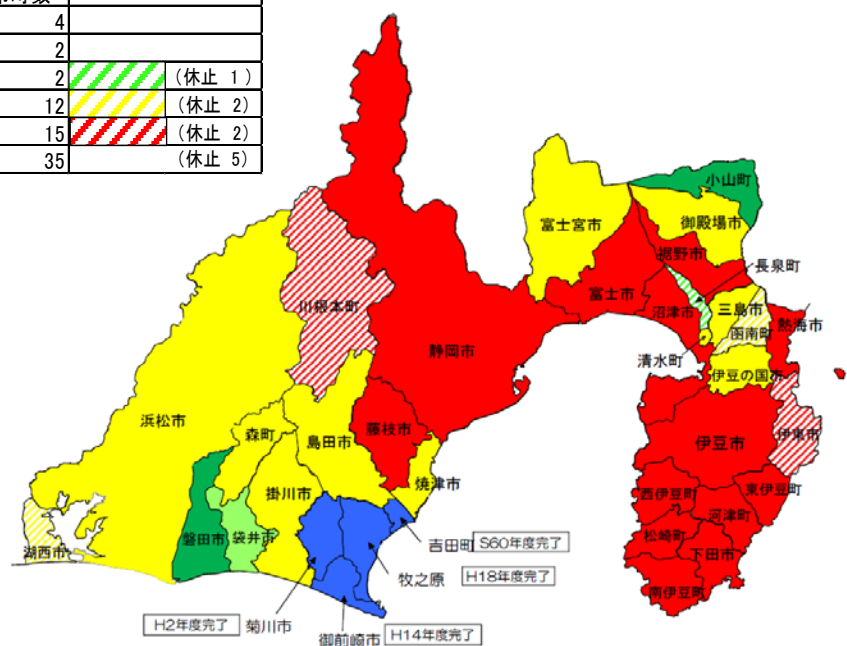 4
2
2 (休止 1)
12 (休止 2)
15 (休止 2)
35 (休止 5)
小山町
富士宮市
御殿場市
裾野市
長泉町
富士市
沼津市
三島市
函南町
熱海市
川根本町
静岡市
清水町
伊豆の国市
浜松市
森町
島田市
藤枝市
伊豆市
伊東市
掛川市
焼津市
西伊豆町
東伊豆町
河津町
磐田市
袋井市
吉田町 S60年度完了
松崎町
下田市
湖西市
牧之原 H18年度完了
南伊豆町
H2年度完了 菊川市
御前崎市 H14年度完了